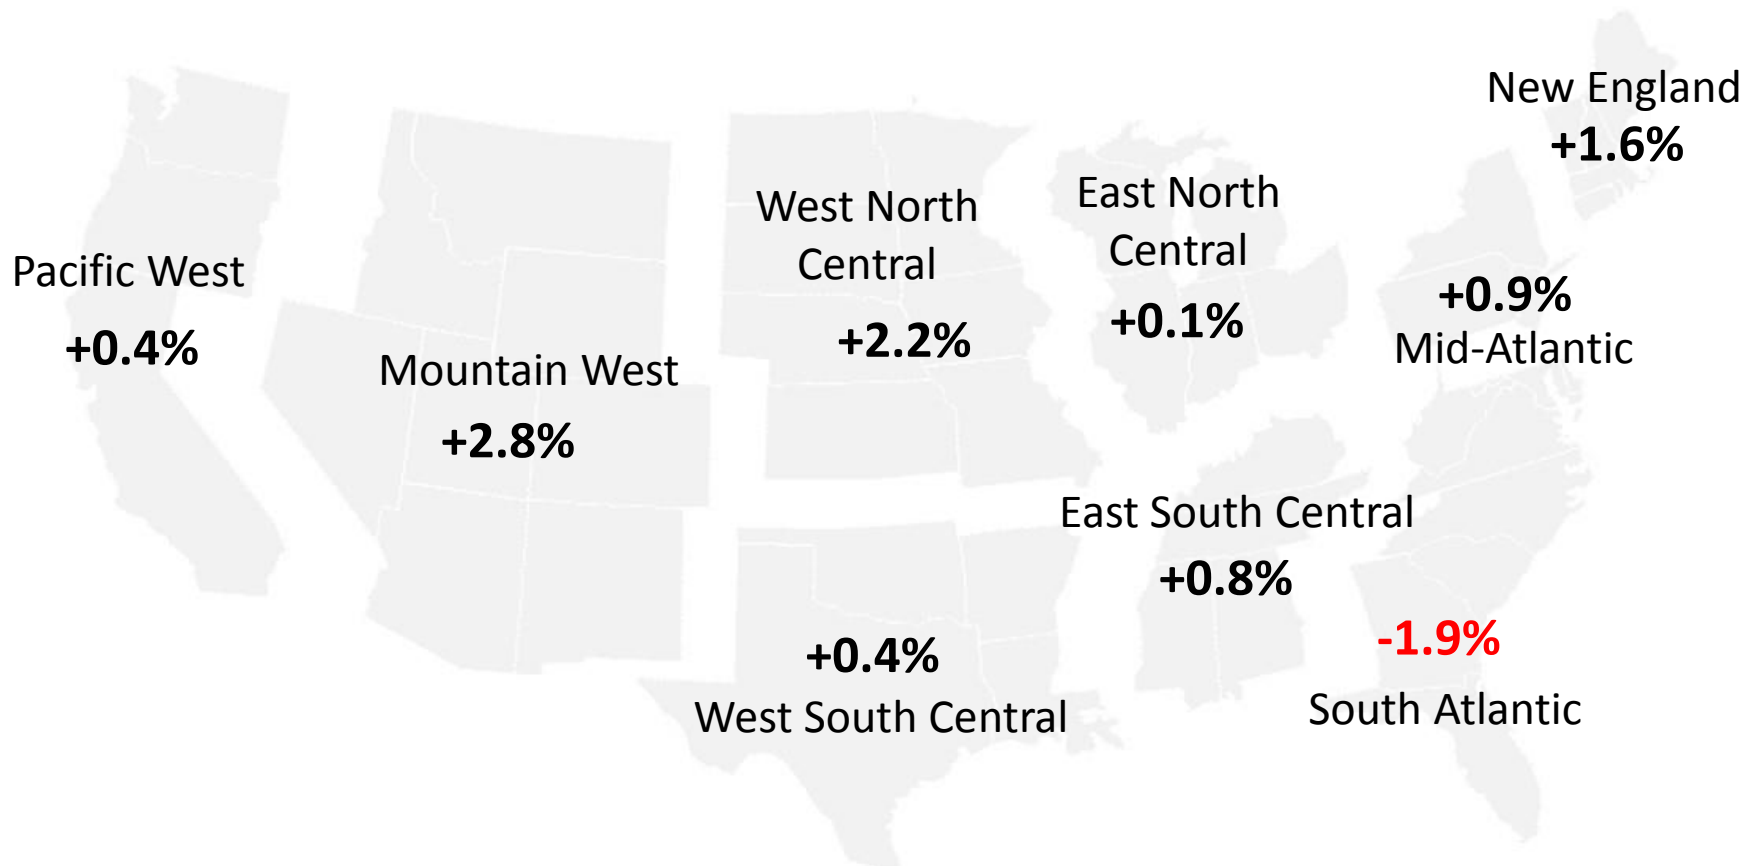 New England
+1.6%
West North
Central
+2.2%
East North
Central
+0.1%
Pacific West
+0.4%
+0.9%
Mid-Atlantic
Mountain West
+2.8%
East South Central
+0.8%
+0.4%
West South Central
-1.9%
South Atlantic